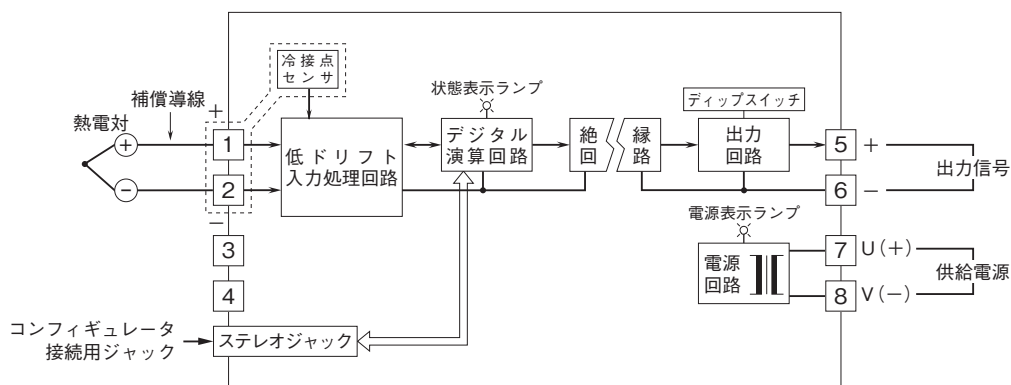 冷接点
センサ
状態表示ランプ
補償導線
ディップスイッチ
熱電対
+
+
1
低ドリフト
入力処理回路
デジタル
演算回路
絶 縁
回 路
出力
回路
5 +
−
2
−
6 −
出力信号
3
電源表示ランプ
電源
回路
7 U(+)
供給電源
4
8 V(−)
コンフィギュレータ
接続用ジャック
ステレオジャック